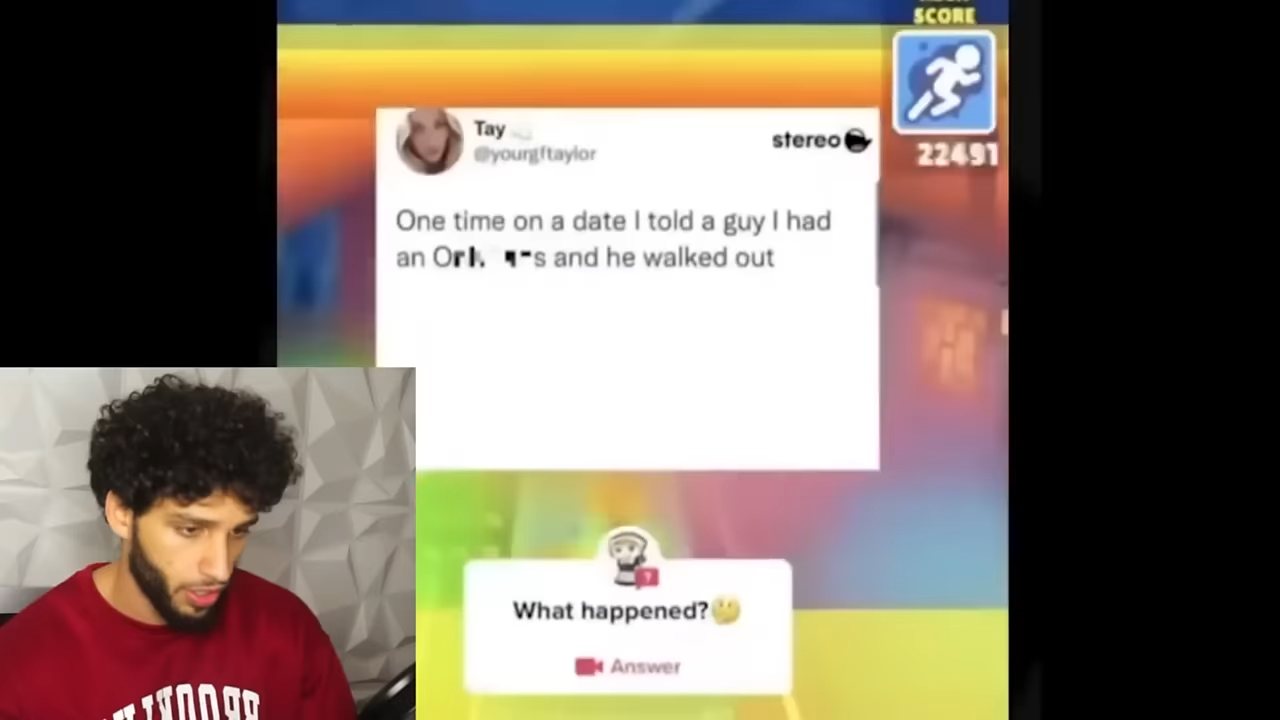 SCORE
22491
Tay
@yourgftaylor
stereo
One time on a date I told a guy I had
an and he walked out
What happened?🤔
Answer